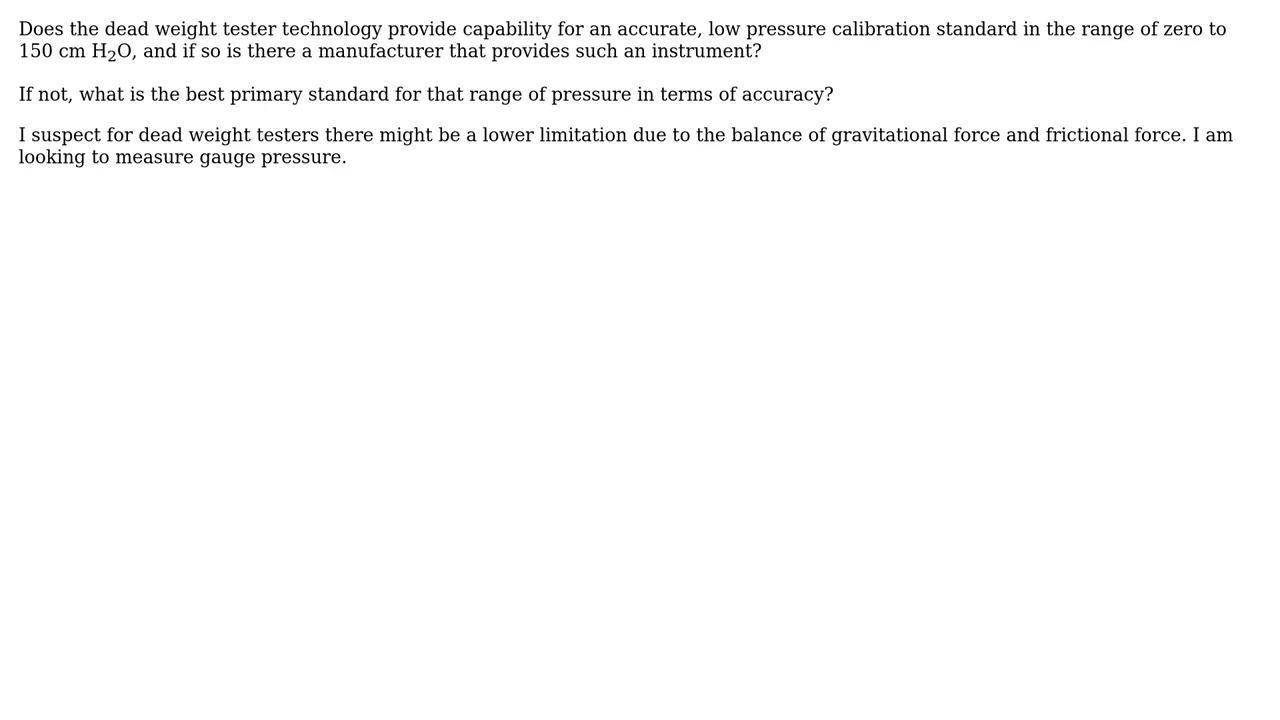 Does the dead weight tester technology provide capability for an accurate, low pressure calibration standard in the range of zero to
150 cm H₂O, and if so is there a manufacturer that provides such an instrument?
If not, what is the best primary standard for that range of pressure in terms of accuracy?
I suspect for dead weight testers there might be a lower limitation due to the balance of gravitational force and frictional force. I am
looking to measure gauge pressure.